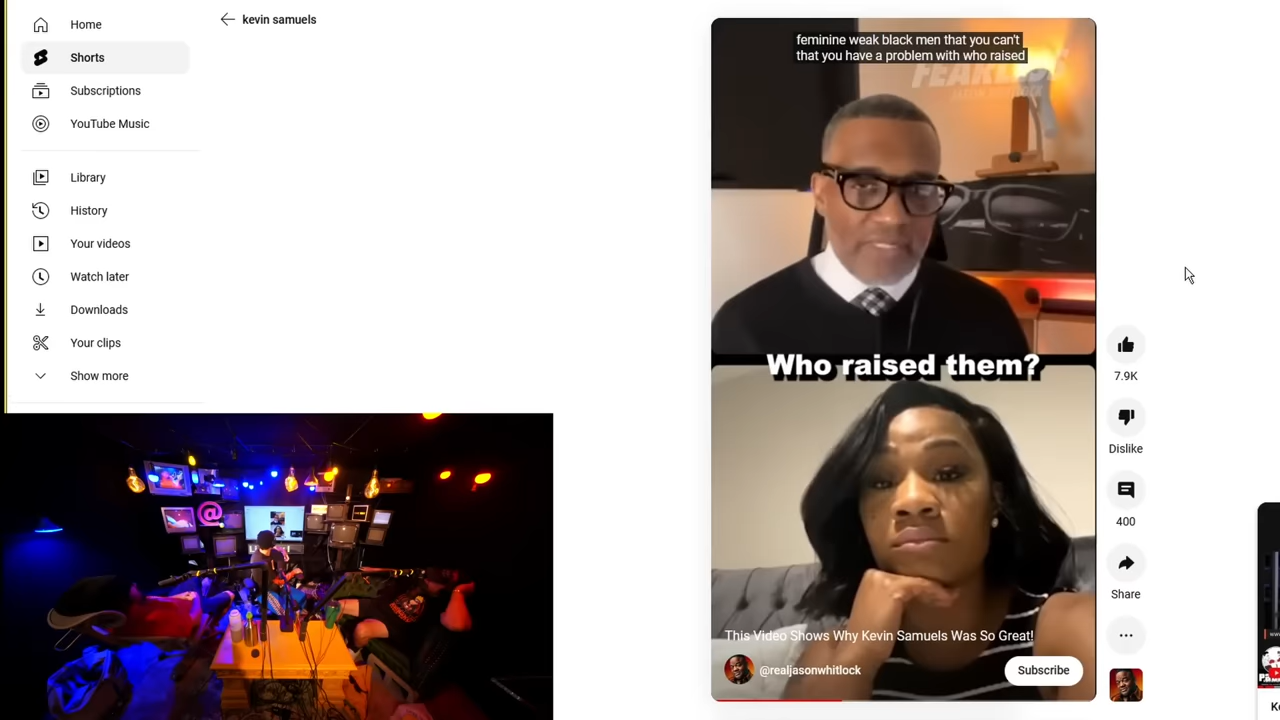 kevin samuels
Home
Shorts
Subscriptions
YouTube Music
Library
History
Your videos
Watch later
Downloads
Your clips
Show more
feminine weak black men that you can't
that you have a problem with who raised
FEARLESS
Who raised them?
This Video Shows Why Kevin Samuels Was So Great!
@realjasonwhitlock
Subscribe
7.9K
Dislike
400
Share
@